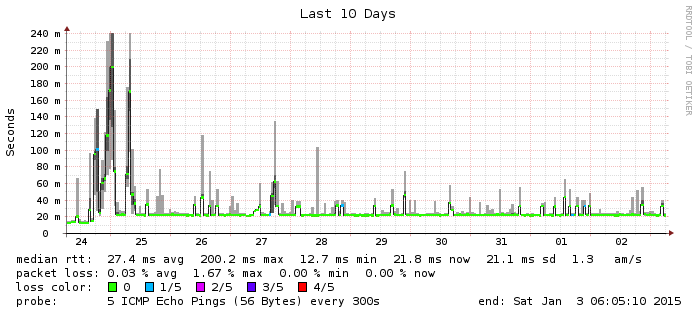 Last 10 Days
RRDTOOL / TOBI OETIKER
Seconds
240 m
220 m
200 m
180 m
160 m
140 m
120 m
100 m
80 m
60 m
40 m
20 m
0
24 25 26 27 28 29 30 31 01 02
median rtt: 27.4 ms avg 200.2 ms max 12.7 ms min 21.8 ms now 21.1 ms sd 1.3 am/s
packet loss: 0.03 % avg 1.67 % max 0.00 % min 0.00 % now
loss color: 0 1/5 2/5 3/5 4/5
probe: 5 ICMP Echo Pings (56 Bytes) every 300s end: Sat Jan 3 06:05:10 2015